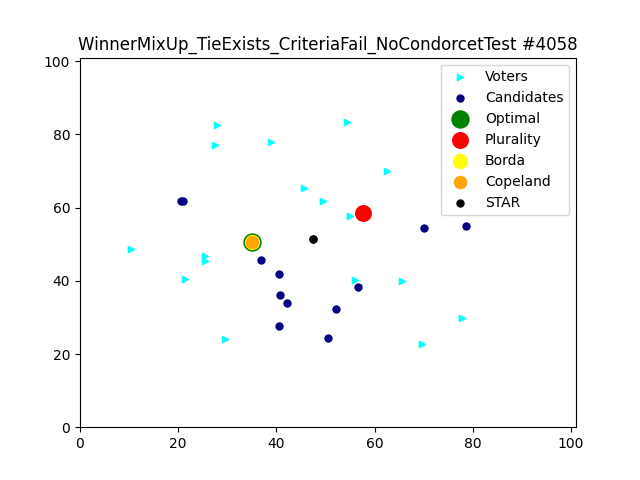 WinnerMixUp_TieExists_CriteriaFail_NoCondorcetTest #4058
100
80
60
40
20
0
0 20 40 60 80 100
Voters
Candidates
Optimal
Plurality
Borda
Copeland
STAR